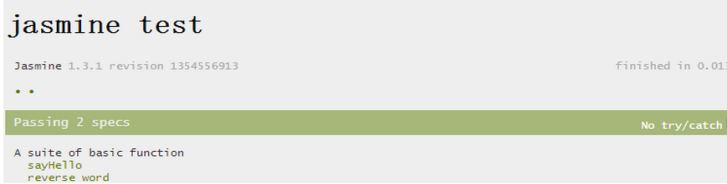 jasmine test
Jasmine 1.3.1 revision 1354556913 finished in 0.01
Passing 2 specs No try/catch
A suite of basic function
sayHello
reverse word